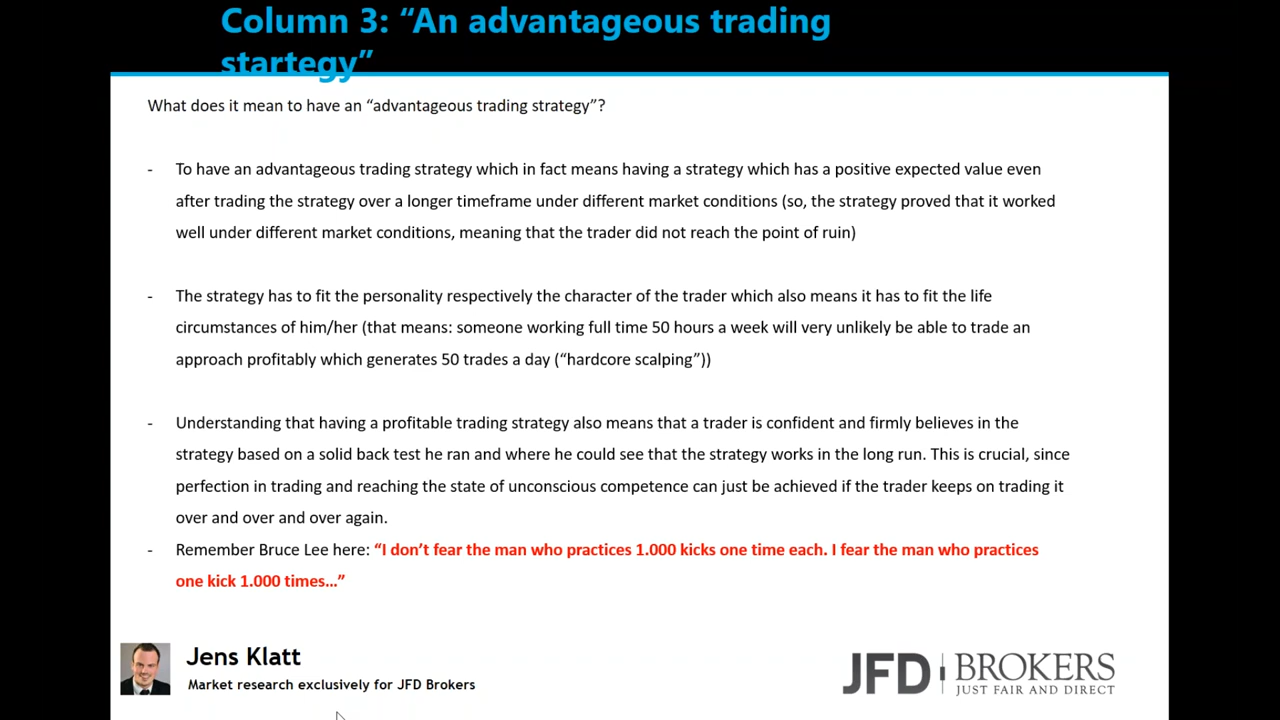 Column 3: “An advantageous trading
startegy”
What does it mean to have an “advantageous trading strategy”?
- To have an advantageous trading strategy which in fact means having a strategy which has a positive expected value even
after trading the strategy over a longer timeframe under different market conditions (so, the strategy proved that it worked
well under different market conditions, meaning that the trader did not reach the point of ruin)
- The strategy has to fit the personality respectively the character of the trader which also means it has to fit the life
circumstances of him/her (that means: someone working full time 50 hours a week will very unlikely be able to trade an
approach profitably which generates 50 trades a day (“hardcore scalping”))
- Understanding that having a profitable trading strategy also means that a trader is confident and firmly believes in the
strategy based on a solid back test he ran and where he could see that the strategy works in the long run. This is crucial, since
perfection in trading and reaching the state of unconscious competence can just be achieved if the trader keeps on trading it
over and over and over again.
- Remember Bruce Lee here: “I don’t fear the man who practices 1.000 kicks one time each. I fear the man who practices
one kick 1.000 times…”
Jens Klatt
Market research exclusively for JFD Brokers
JFD BROKERS
JUST FAIR AND DIRECT